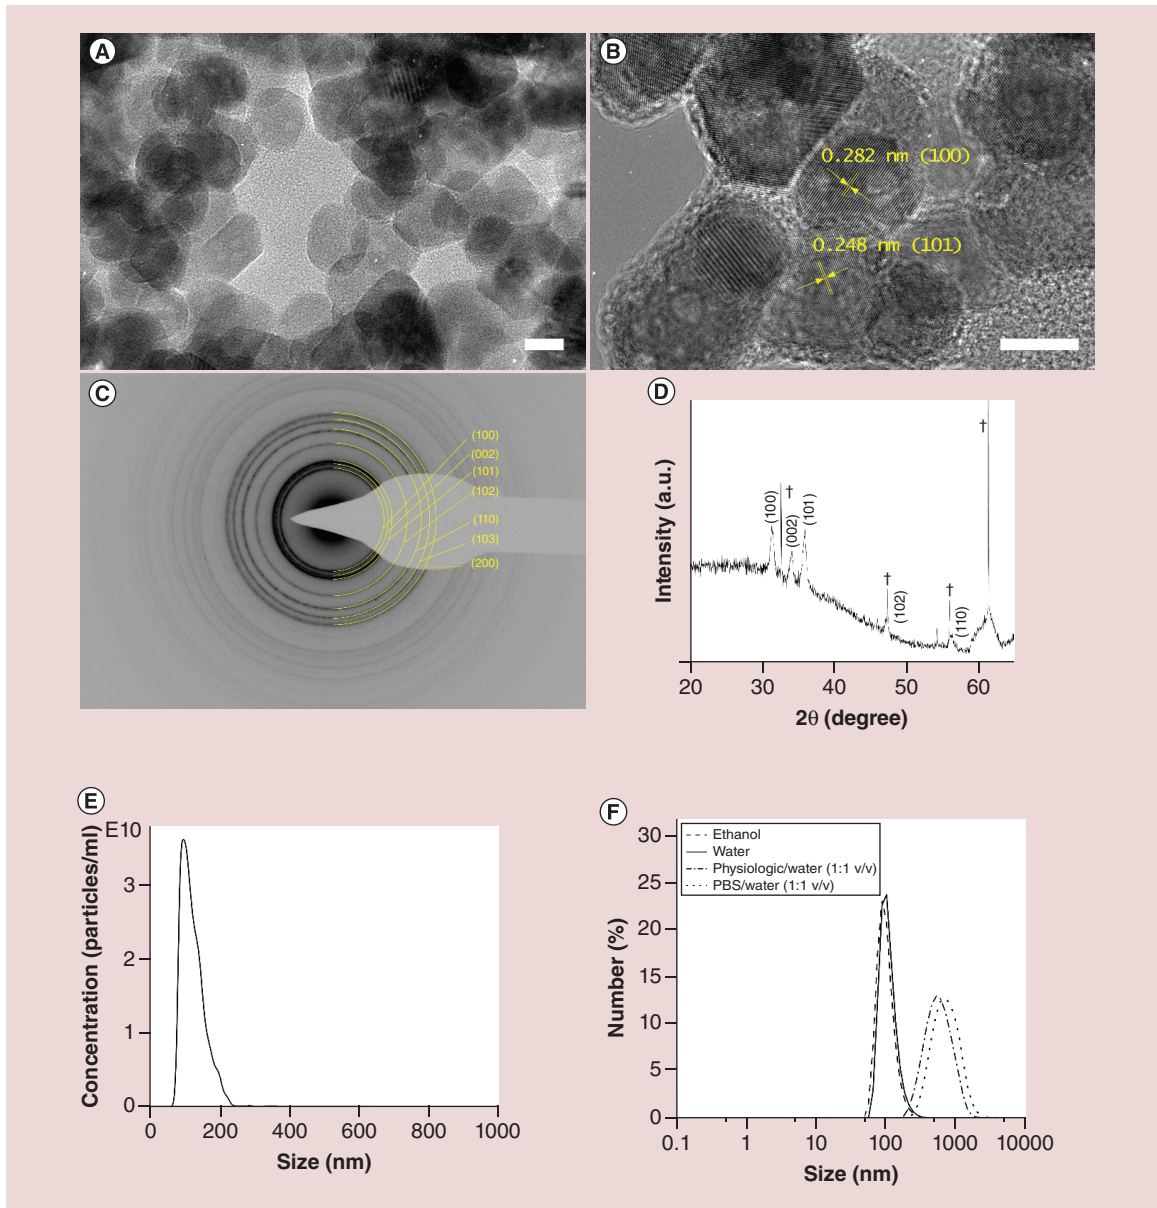 A
B
0.282 nm (100)
0.248 nm (101)
C
(100)
(002)
(101)
(102)
(110)
(103)
(200)
D
Intensity (a.u.)
(100)
†
(002)
(101)
†
(102)
†
(110)
†
20 30 40 50 60
2θ (degree)
E
Concentration (particles/ml)
E10
3
2
1
0
0 200 400 600 800 1000
Size (nm)
F
Number (%)
30
25
20
15
10
5
0
Ethanol
Water
Physiologic/water (1:1 v/v)
PBS/water (1:1 v/v)
0.1 1 10 100 1000 10000
Size (nm)